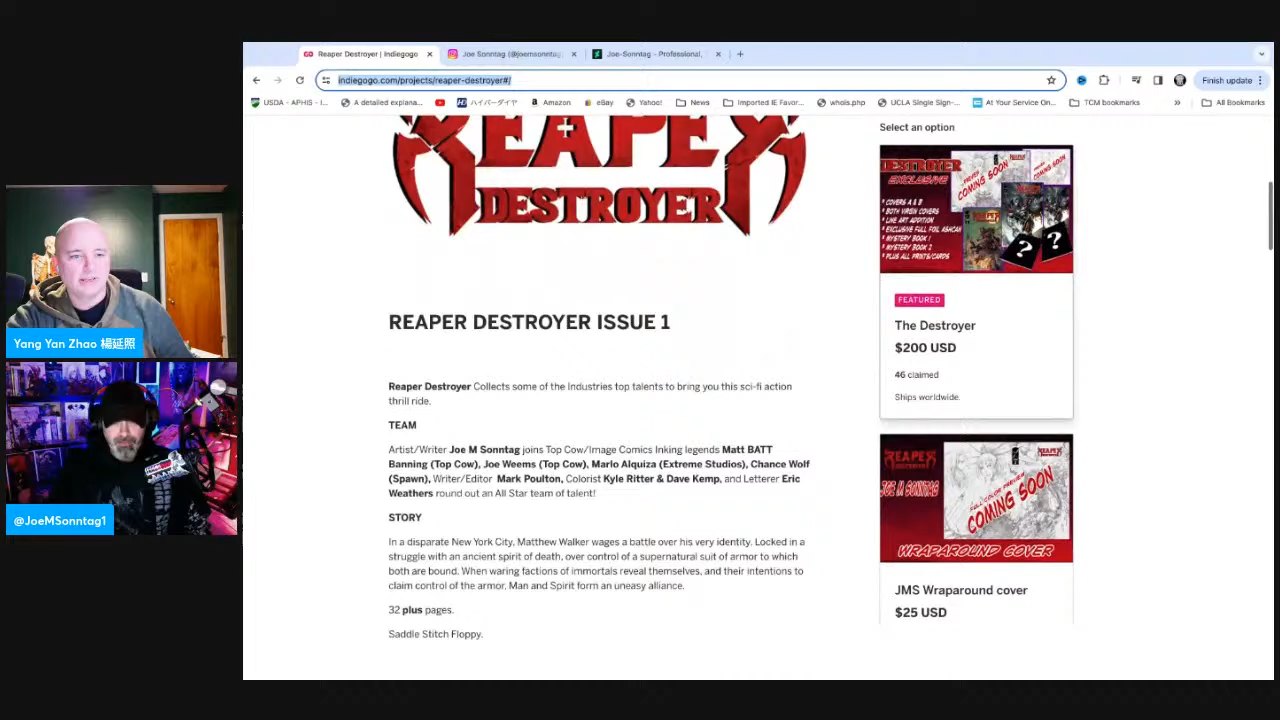 Reaper Destroyer | Indiegogo
Joe Sonntag (@joemsonntag
Joe-Sonntag - Professional,
indiegogo.com/projects/reaper-destroyer#/
Finish update
USDA - APHIS - I...
A detailed explana...
ハイパーダイヤ
Amazon
eBay
Yahoo!
News
Imported IE Favor...
whois.php
UCLA Single Sign-...
At Your Service On...
TCM bookmarks
All Bookmarks
REAPER
DESTROYER
REAPER DESTROYER ISSUE 1
Reaper Destroyer Collects some of the Industries top talents to bring you this sci-fi action
thrill ride.
TEAM
Artist/Writer Joe M Sonntag joins Top Cow/Image Comics Inking legends Matt BATT
Banning (Top Cow), Joe Weems (Top Cow), Marlo Alquiza (Extreme Studios), Chance Wolf
(Spawn), Writer/Editor Mark Poulton, Colorist Kyle Ritter & Dave Kemp, and Letterer Eric
Weathers round out an All Star team of talent!
STORY
In a disparate New York City, Matthew Walker wages a battle over his very identity. Locked in a
struggle with an ancient spirit of death, over control of a supernatural suit of armor to which
both are bound. When waring factions of immortals reveal themselves, and their intentions to
claim control of the armor, Man and Spirit form an uneasy alliance.
32 plus pages.
Saddle Stitch Floppy.
Select an option
DESTROYER
EXCLUSIVE
COMING SOON
COMING SOON
* COVERS A & B
* BOTH VIRGIN COVERS
* LINE ART ADDITION
* EXCLUSIVE FULL FOIL ASHCAN
* MYSTERY BOOK 1
* MYSTERY BOOK 2
* PLUS ALL PRINTS/CARDS
? ?
FEATURED
The Destroyer
$200 USD
46 claimed
Ships worldwide.
REAPER
JOE M SONNTAG
FULL COLOR PREVIEW
COMING SOON
REAPER
WRAPAROUND COVER
JMS Wraparound cover
$25 USD
Yang Yan Zhao 楊延照
@JoeMSonntag1